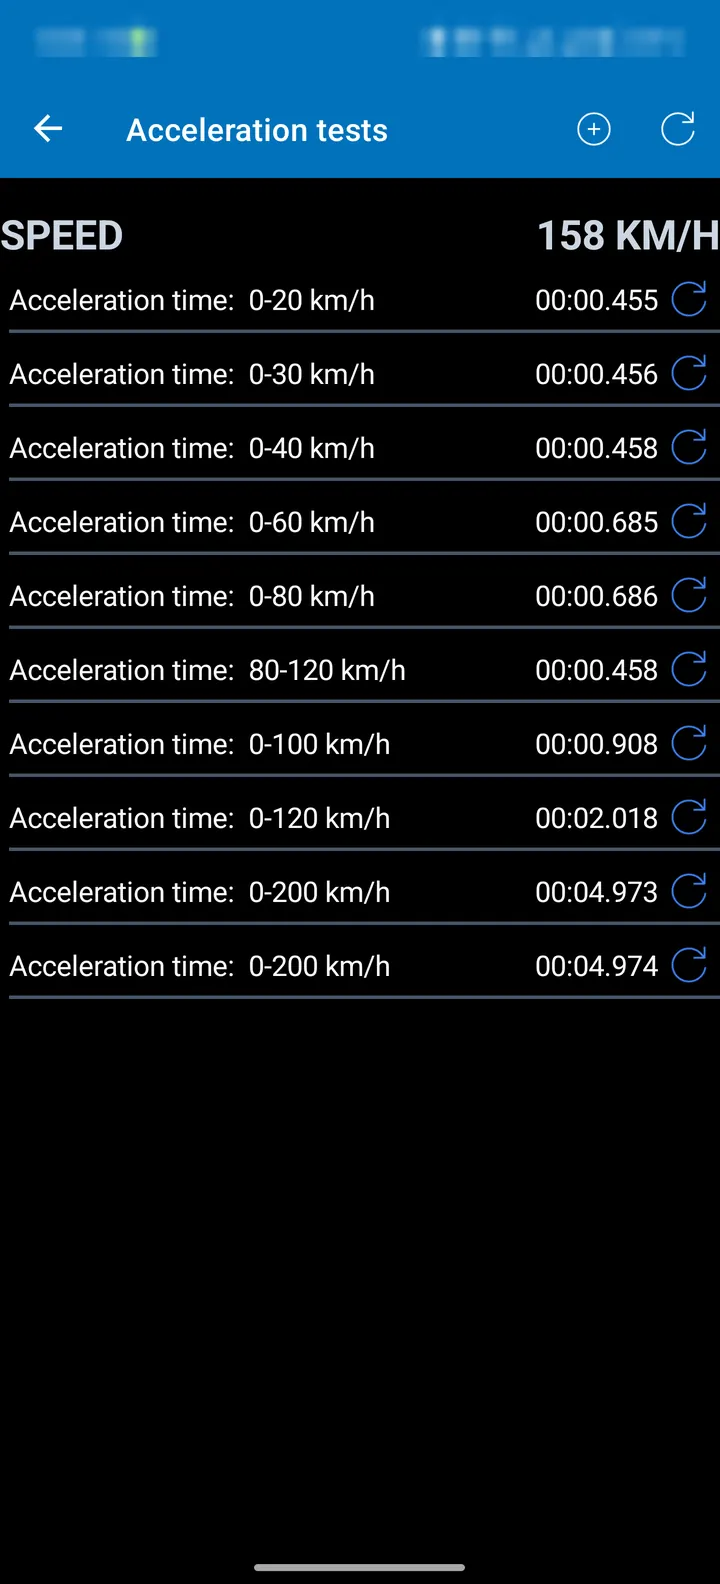 Acceleration tests
SPEED 158 KM/H
Acceleration time: 0-20 km/h 00:00.455
Acceleration time: 0-30 km/h 00:00.456
Acceleration time: 0-40 km/h 00:00.458
Acceleration time: 0-60 km/h 00:00.685
Acceleration time: 0-80 km/h 00:00.686
Acceleration time: 80-120 km/h 00:00.458
Acceleration time: 0-100 km/h 00:00.908
Acceleration time: 0-120 km/h 00:02.018
Acceleration time: 0-200 km/h 00:04.973
Acceleration time: 0-200 km/h 00:04.974